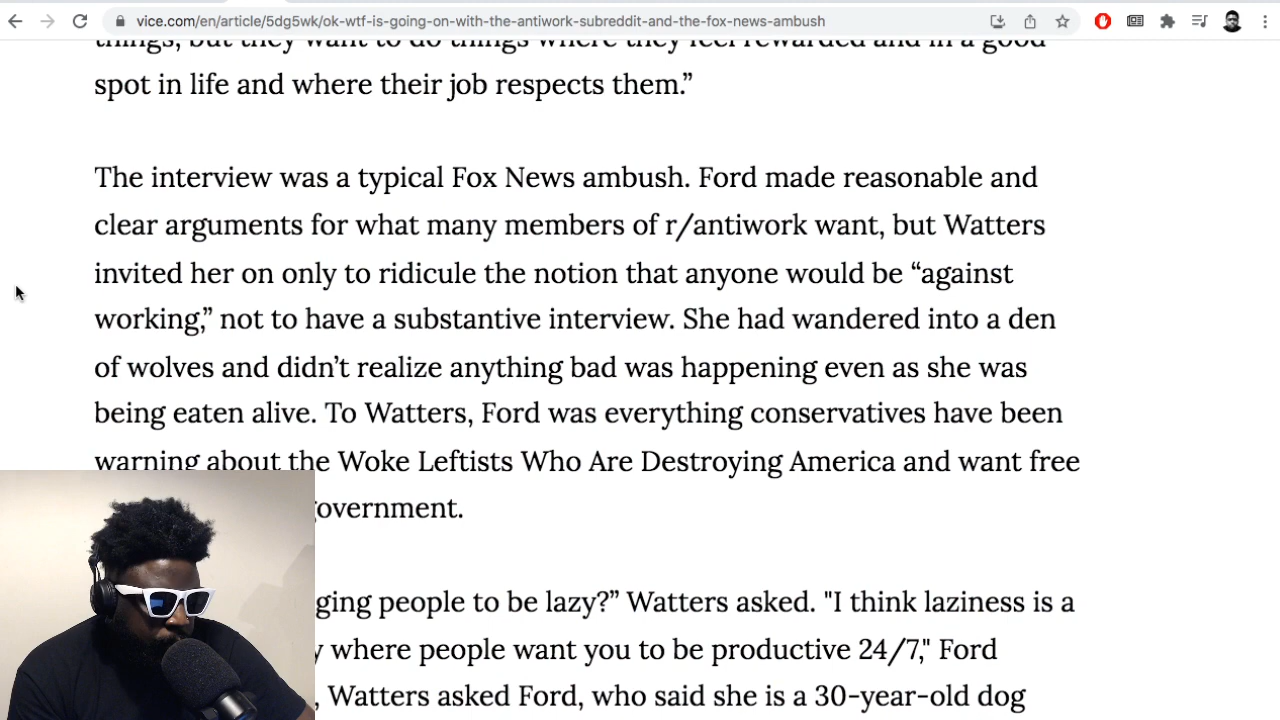 vice.com/en/article/5dg5wk/ok-wtf-is-going-on-with-the-antiwork-subreddit-and-the-fox-news-ambush
things, but they want to do things where they feel rewarded and in a good
spot in life and where their job respects them.”
The interview was a typical Fox News ambush. Ford made reasonable and
clear arguments for what many members of r/antiwork want, but Watters
invited her on only to ridicule the notion that anyone would be “against
working,” not to have a substantive interview. She had wandered into a den
of wolves and didn’t realize anything bad was happening even as she was
being eaten alive. To Watters, Ford was everything conservatives have been
warning about the Woke Leftists Who Are Destroying America and want free
government.
ging people to be lazy?” Watters asked. "I think laziness is a
y where people want you to be productive 24/7," Ford
, Watters asked Ford, who said she is a 30-year-old dog